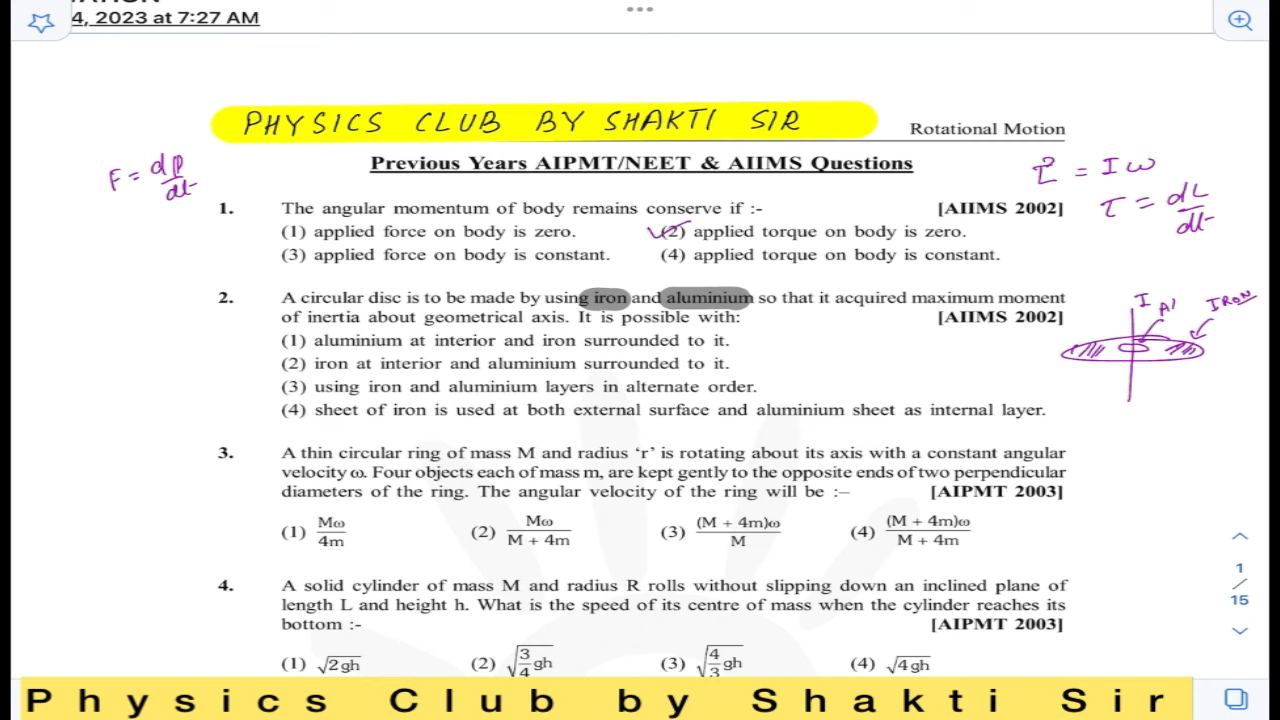 4, 2023 at 7:27 AM
PHYSICS CLUB BY SHAKTI SIR
Rotational Motion
Previous Years AIPMT/NEET & AIIMS Questions
F = dp/dt
L = I ω
τ = dL/dt
1. The angular momentum of body remains conserve if :- [AIIMS 2002]
(1) applied force on body is zero. (2) applied torque on body is zero.
(3) applied force on body is constant. (4) applied torque on body is constant.
2. A circular disc is to be made by using iron and aluminium so that it acquired maximum moment
of inertia about geometrical axis. It is possible with: [AIIMS 2002]
(1) aluminium at interior and iron surrounded to it.
(2) iron at interior and aluminium surrounded to it.
(3) using iron and aluminium layers in alternate order.
(4) sheet of iron is used at both external surface and aluminium sheet as internal layer.
I Al IRON
3. A thin circular ring of mass M and radius ‘r’ is rotating about its axis with a constant angular
velocity ω. Four objects each of mass m, are kept gently to the opposite ends of two perpendicular
diameters of the ring. The angular velocity of the ring will be :– [AIPMT 2003]
(1) Mω/4m (2) Mω/(M + 4m) (3) (M + 4m)ω/M (4) (M + 4m)ω/(M + 4m)
4. A solid cylinder of mass M and radius R rolls without slipping down an inclined plane of
length L and height h. What is the speed of its centre of mass when the cylinder reaches its
bottom :- [AIPMT 2003]
(1) √2gh (2) √(3/4 gh) (3) √(4/3 gh) (4) √4gh
1
/
15
Physics Club by Shakti Sir